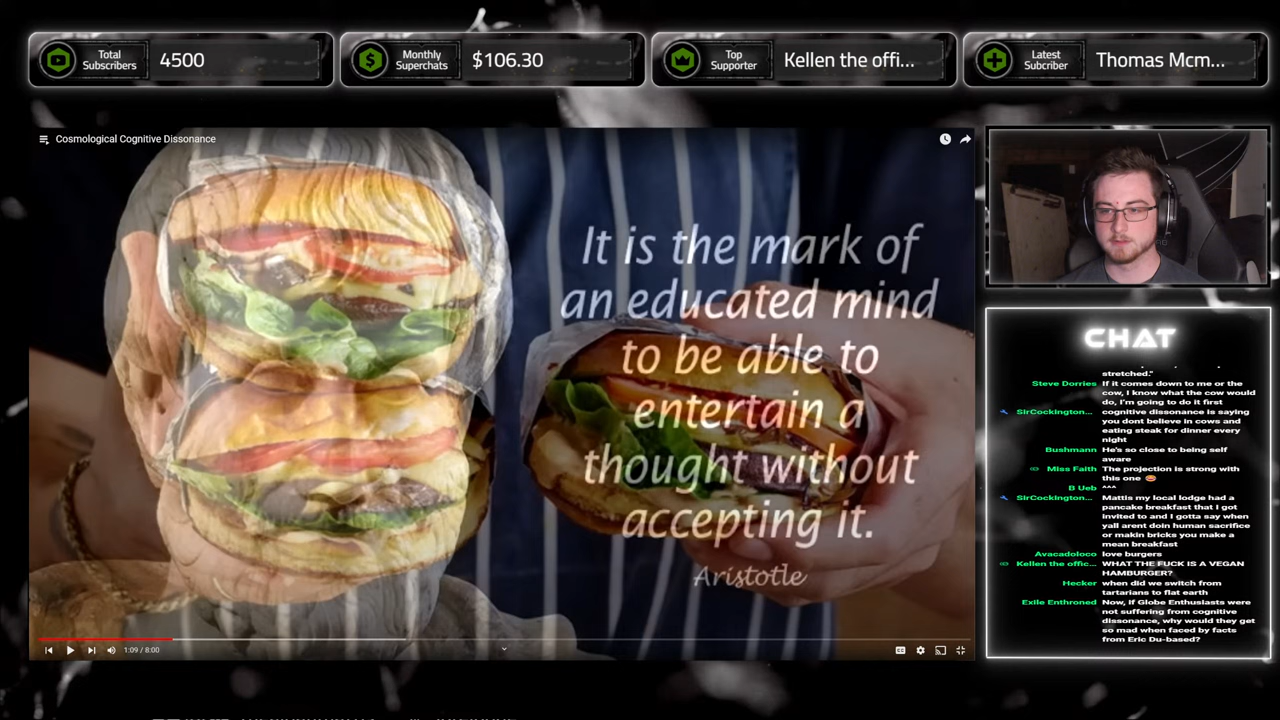 Total
Subscribers
4500
Monthly
Superchats
$106.30
Top
Supporter
Kellen the offi...
Latest
Subcriber
Thomas Mcm...
Cosmological Cognitive Dissonance
It is the mark of
an educated mind
to be able to
entertain a
thought without
accepting it.
Aristotle
1:09 / 8:00
CHAT
stretched."
Steve Dorries If it comes down to me or the
cow, I know what the cow would
do, I'm going to do it first
SirCockington... cognitive dissonance is saying
you dont believe in cows and
eating steak for dinner every
night
Bushmann He's so close to being self
aware
Miss Faith The projection is strong with
this one
B Ueb ^^^
SirCockington... Mattis my local lodge had a
pancake breakfast that I got
invited to and I gotta say when
yall arent doin human sacrifice
or makin bricks you make a
mean breakfast
Avacadoloco love burgers
Kellen the offic... WHAT THE FUCK IS A VEGAN
HAMBURGER?
Hecker when did we switch from
tartarians to flat earth
Exile Enthroned Now, if Globe Enthusiasts were
not suffering from cognitive
dissonance, why would they get
so mad when faced by facts
from Eric Du-based?